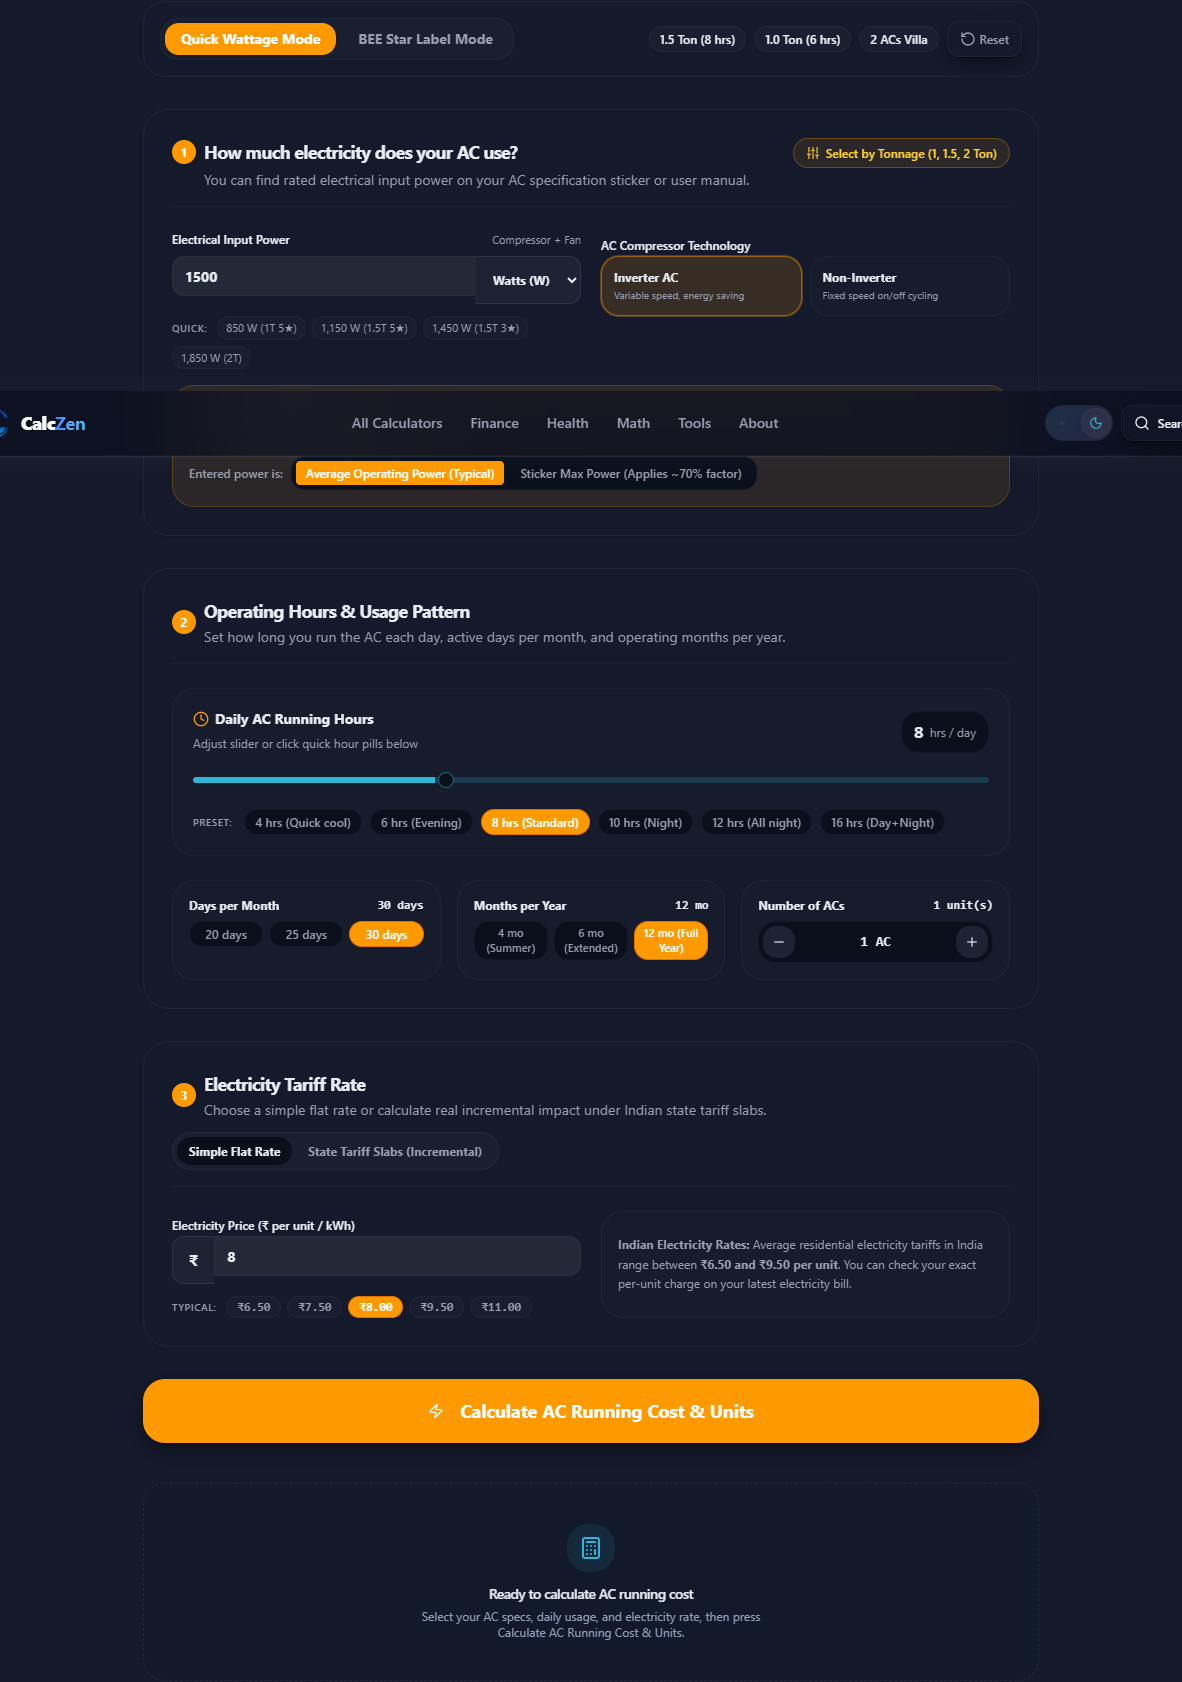 Quick Wattage Mode
BEE Star Label Mode
1.5 Ton (8 hrs)
1.0 Ton (6 hrs)
2 ACs Villa
Reset
1
How much electricity does your AC use?
Select by Tonnage (1, 1.5, 2 Ton)
You can find rated electrical input power on your AC specification sticker or user manual.
Electrical Input Power
Compressor + Fan
1500
Watts (W)
QUICK:
850 W (1T 5★)
1,150 W (1.5T 5★)
1,450 W (1.5T 3★)
1,850 W (2T)
AC Compressor Technology
Inverter AC
Variable speed, energy saving
Non-Inverter
Fixed speed on/off cycling
CalcZen
All Calculators
Finance
Health
Math
Tools
About
Sear
Entered power is:
Average Operating Power (Typical)
Sticker Max Power (Applies ~70% factor)
2
Operating Hours & Usage Pattern
Set how long you run the AC each day, active days per month, and operating months per year.
Daily AC Running Hours
Adjust slider or click quick hour pills below
8 hrs / day
PRESET:
4 hrs (Quick cool)
6 hrs (Evening)
8 hrs (Standard)
10 hrs (Night)
12 hrs (All night)
16 hrs (Day+Night)
Days per Month
30 days
20 days
25 days
30 days
Months per Year
12 mo
4 mo
(Summer)
6 mo
(Extended)
12 mo (Full
Year)
Number of ACs
1 unit(s)
−
1 AC
+
3
Electricity Tariff Rate
Choose a simple flat rate or calculate real incremental impact under Indian state tariff slabs.
Simple Flat Rate
State Tariff Slabs (Incremental)
Electricity Price (₹ per unit / kWh)
₹
8
TYPICAL:
₹6.50
₹7.50
₹8.00
₹9.50
₹11.00
Indian Electricity Rates: Average residential electricity tariffs in India
range between ₹6.50 and ₹9.50 per unit. You can check your exact
per-unit charge on your latest electricity bill.
Calculate AC Running Cost & Units
Ready to calculate AC running cost
Select your AC specs, daily usage, and electricity rate, then press
Calculate AC Running Cost & Units.